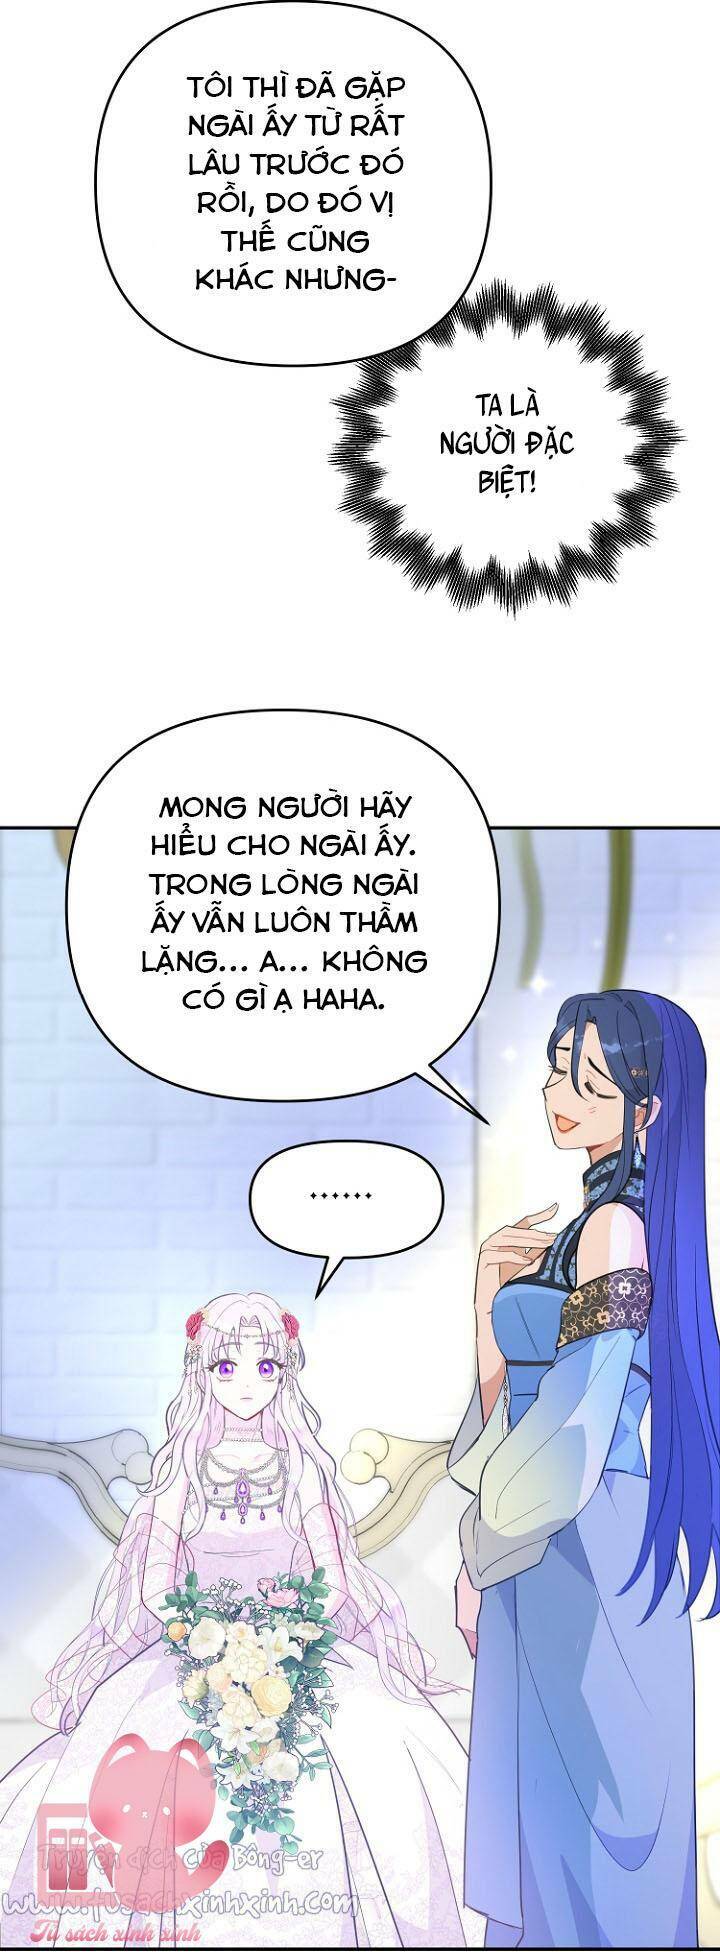 TÔI THÌ ĐÃ GẶP
NGÀI ẤY TỪ RẤT
LÂU TRƯỚC ĐÓ
RỒI, DO ĐÓ VỊ
THẾ CŨNG
KHÁC NHƯNG-
TA LÀ
NGƯỜI ĐẶC
BIỆT!
MONG NGƯỜI HÃY
HIỂU CHO NGÀI ẤY.
TRONG LÒNG NGÀI
ẤY VẪN LUÔN THẦM
LẶNG... A... KHÔNG
CÓ GÌ Ạ HAHA.
......
Truyện dịch của Bông-er
www.tusachxinhxinh.com
Tủ sách xinh xinh